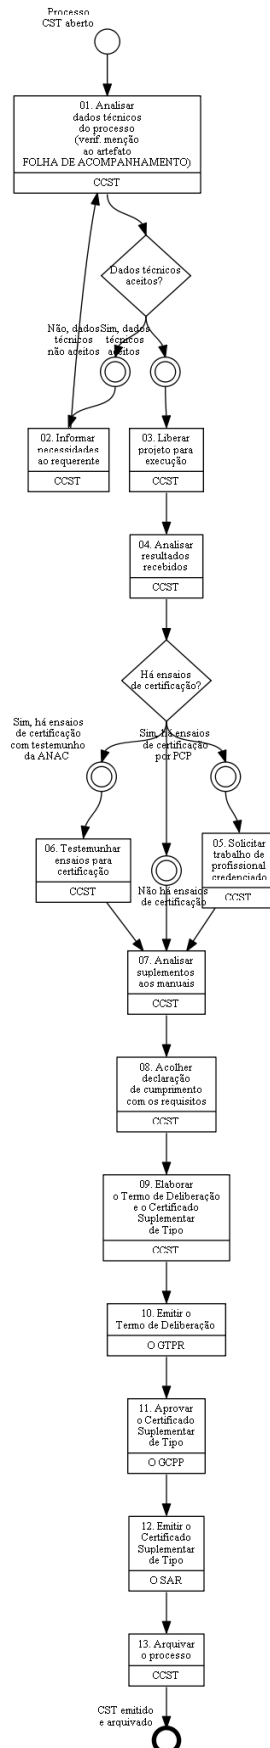 Processo
CST aberto
01. Analisar
dados técnicos
do processo
(verif. menção
ao artefato
FOLHA DE ACOMPANHAMENTO)
CCST
Dados técnicos
aceitos?
Não, dados
técnicos
não aceitos
Sim, dados
técnicos
aceitos
02. Informar
necessidades
ao requerente
CCST
03. Liberar
projeto para
execução
CCST
04. Analisar
resultados
recebidos
CCST
Há ensaios
de certificação?
Sim, há ensaios
de certificação
com testemunho
da ANAC
Sim, há ensaios
de certificação
por PCP
06. Testemunhar
ensaios para
certificação
CCST
05. Solicitar
trabalho de
profissional
credenciado
CCST
Não há ensaios
de certificação
07. Analisar
suplementos
aos manuais
CCST
08. Acolher
declaração
de cumprimento
com os requisitos
CCST
09. Elaborar
o Termo de Deliberação
e o Certificado
Suplementar
de Tipo
CCST
10. Emitir o
Termo de Deliberação
O GTPR
11. Aprovar
o Certificado
Suplementar
de Tipo
O GCPP
12. Emitir o
Certificado
Suplementar
de Tipo
O SAR
13. Arquivar
o processo
CCST
CST emitido
e arquivado